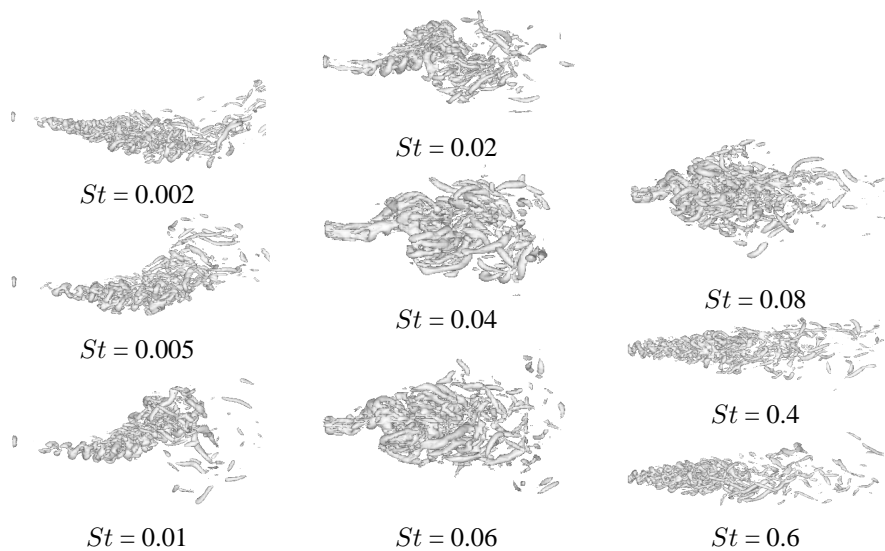 St = 0.002
St = 0.005
St = 0.01
St = 0.02
St = 0.04
St = 0.06
St = 0.08
St = 0.4
St = 0.6